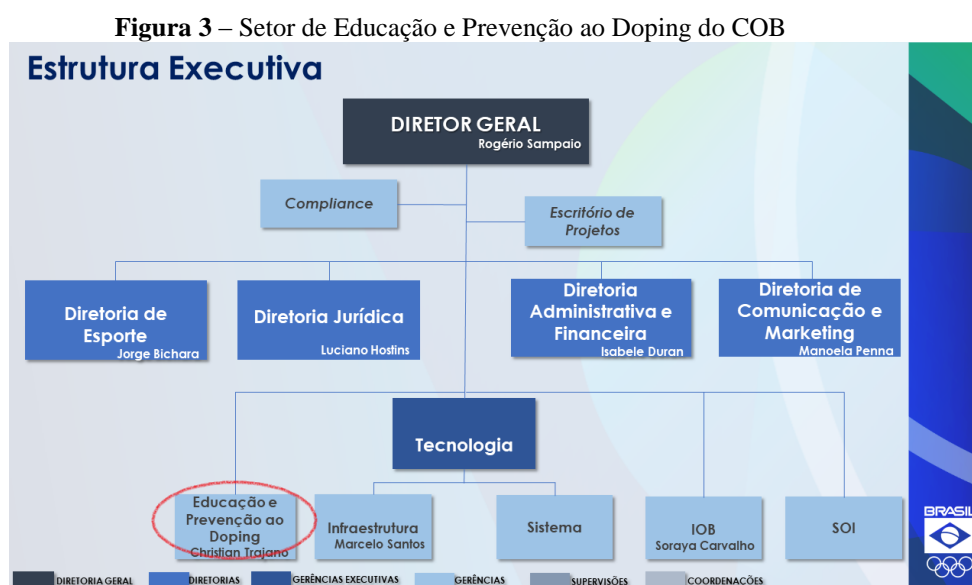 Figura 3 – Setor de Educação e Prevenção ao Doping do COB
Estrutura Executiva
DIRETOR GERAL
Rogério Sampaio
Compliance
Escritório de
Projetos
Diretoria de
Esporte
Jorge Bichara
Diretoria Jurídica
Luciano Hostins
Diretoria
Administrativa e
Financeira
Isabele Duran
Diretoria de
Comunicação e
Marketing
Manoela Penna
Tecnologia
Educação e
Prevenção ao
Doping
Christian Trajano
Infraestrutura
Marcelo Santos
Sistema
IOB
Soraya Carvalho
SOI
BRASIL
DIRETORIA GERAL
DIRETORIAS
GERÊNCIAS EXECUTIVAS
GERÊNCIAS
SUPERVISÕES
COORDENAÇÕES